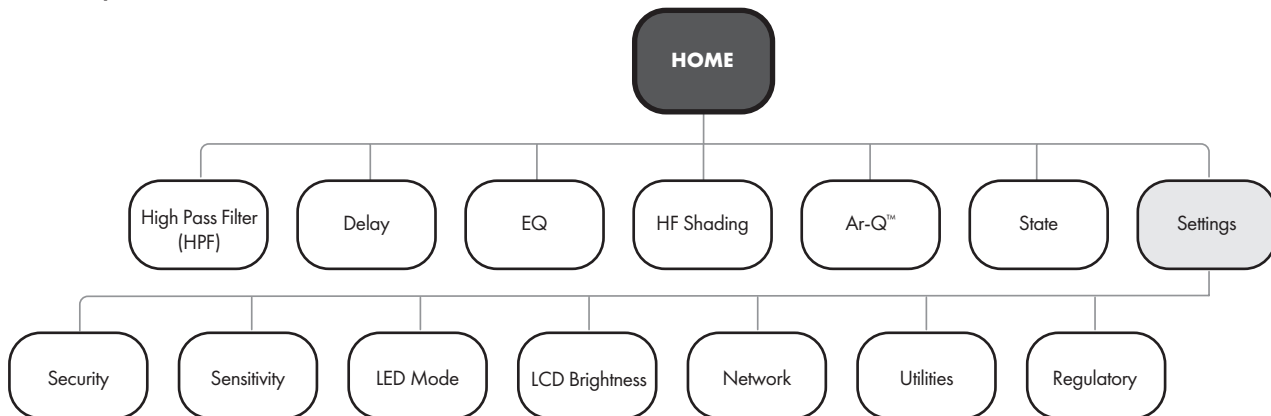 HOME
High Pass Filter
(HPF)
Delay
EQ
HF Shading
Ar-Q™
State
Settings
Security
Sensitivity
LED Mode
LCD Brightness
Network
Utilities
Regulatory